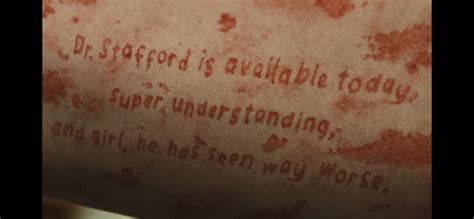 Dr. Stafford is available today,
super understanding,
and girl, he has seen way worse.